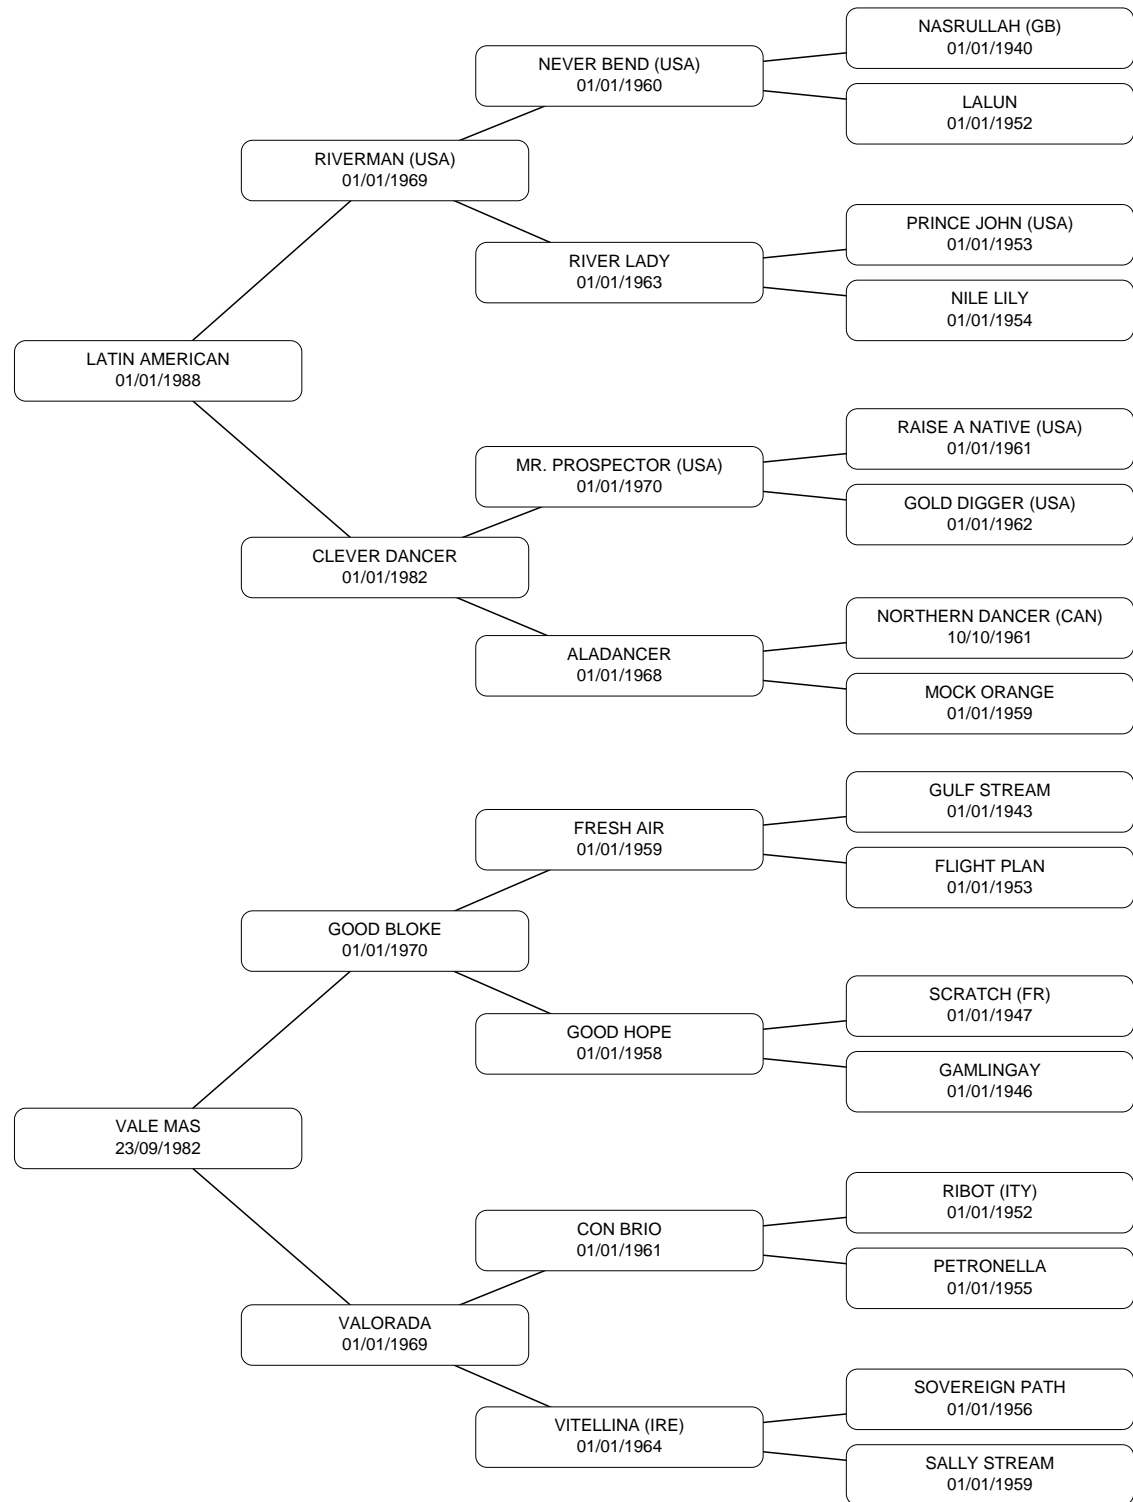 NASRULLAH (GB)
01/01/1940
NEVER BEND (USA)
01/01/1960
LALUN
01/01/1952
RIVERMAN (USA)
01/01/1969
PRINCE JOHN (USA)
01/01/1953
RIVER LADY
01/01/1963
NILE LILY
01/01/1954
LATIN AMERICAN
01/01/1988
RAISE A NATIVE (USA)
01/01/1961
MR. PROSPECTOR (USA)
01/01/1970
GOLD DIGGER (USA)
01/01/1962
CLEVER DANCER
01/01/1982
NORTHERN DANCER (CAN)
10/10/1961
ALADANCER
01/01/1968
MOCK ORANGE
01/01/1959
GULF STREAM
01/01/1943
FRESH AIR
01/01/1959
FLIGHT PLAN
01/01/1953
GOOD BLOKE
01/01/1970
SCRATCH (FR)
01/01/1947
GOOD HOPE
01/01/1958
GAMLINGAY
01/01/1946
VALE MAS
23/09/1982
RIBOT (ITY)
01/01/1952
CON BRIO
01/01/1961
PETRONELLA
01/01/1955
VALORADA
01/01/1969
SOVEREIGN PATH
01/01/1956
VITELLINA (IRE)
01/01/1964
SALLY STREAM
01/01/1959